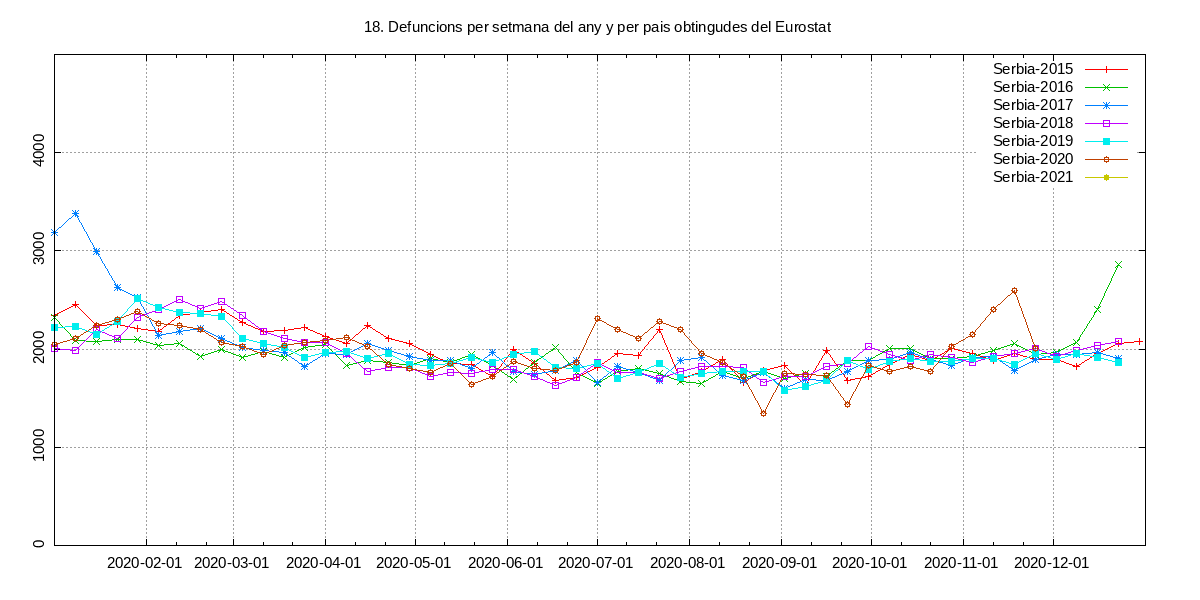 18. Defuncions per setmana del any y per pais obtingudes del Eurostat
Serbia-2015
Serbia-2016
Serbia-2017
Serbia-2018
Serbia-2019
Serbia-2020
Serbia-2021
4000
3000
2000
1000
0
2020-02-01 2020-03-01 2020-04-01 2020-05-01 2020-06-01 2020-07-01 2020-08-01 2020-09-01 2020-10-01 2020-11-01 2020-12-01